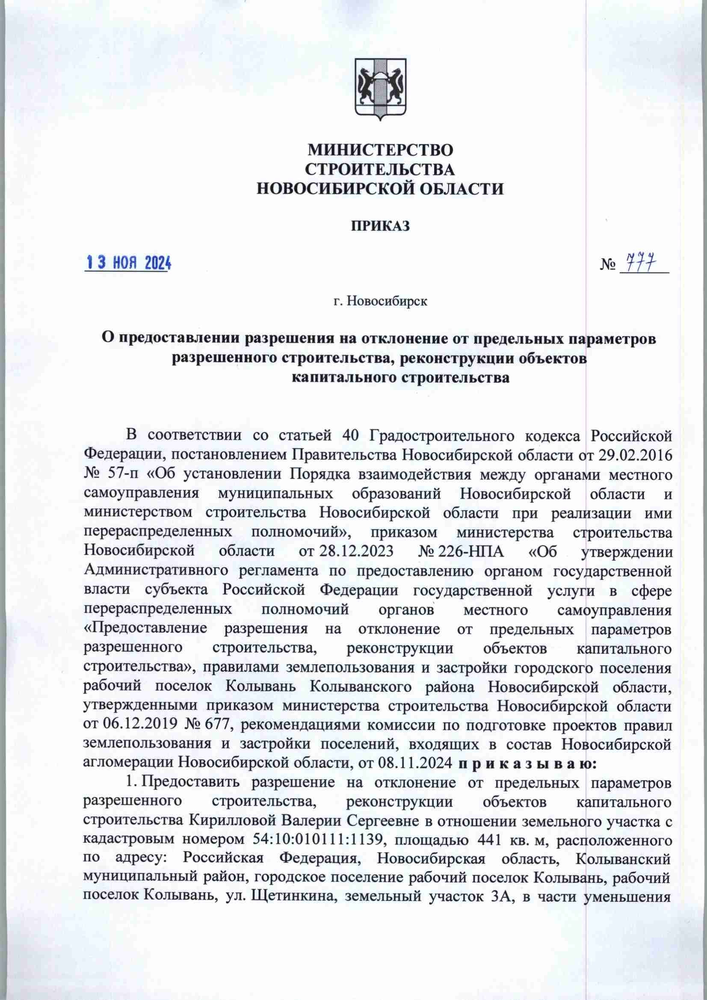 МИНИСТЕРСТВО
СТРОИТЕЛЬСТВА
НОВОСИБИРСКОЙ ОБЛАСТИ
ПРИКАЗ
13 НОЯ 2024
№ 777
г. Новосибирск
О предоставлении разрешения на отклонение от предельных параметров
разрешенного строительства, реконструкции объектов
капитального строительства
В соответствии со статьей 40 Градостроительного кодекса Российской
Федерации, постановлением Правительства Новосибирской области от 29.02.2016
№ 57-п «Об установлении Порядка взаимодействия между органами местного
самоуправления муниципальных образований Новосибирской области и
министерством строительства Новосибирской области при реализации ими
перераспределенных полномочий», приказом министерства строительства
Новосибирской области от 28.12.2023 № 226-НПА «Об утверждении
Административного регламента по предоставлению органом государственной
власти субъекта Российской Федерации государственной услуги в сфере
перераспределенных полномочий органов местного самоуправления
«Предоставление разрешения на отклонение от предельных параметров
разрешенного строительства, реконструкции объектов капитального
строительства», правилами землепользования и застройки городского поселения
рабочий поселок Колывань Колыванского района Новосибирской области,
утвержденными приказом министерства строительства Новосибирской области
от 06.12.2019 № 677, рекомендациями комиссии по подготовке проектов правил
землепользования и застройки поселений, входящих в состав Новосибирской
агломерации Новосибирской области, от 08.11.2024 п р и к а з ы в а ю:
1. Предоставить разрешение на отклонение от предельных параметров
разрешенного строительства, реконструкции объектов капитального
строительства Кирилловой Валерии Сергеевне в отношении земельного участка с
кадастровым номером 54:10:010111:1139, площадью 441 кв. м, расположенного
по адресу: Российская Федерация, Новосибирская область, Колыванский
муниципальный район, городское поселение рабочий поселок Колывань, рабочий
поселок Колывань, ул. Щетинкина, земельный участок 3А, в части уменьшения